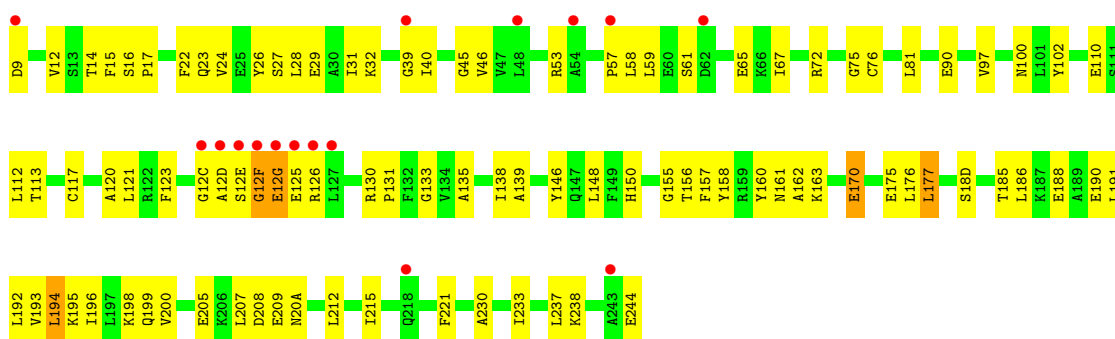 D9 V12 S13 T14 F15 S16 P17 F22 Q23 V24 E25 Y26 S27 L28 E29 A30 I31 K32 G39 I40 G45 V46 V47 L48 R53 A54 P57 L58 L59 E60 S61 D62 E65 K66 I67 R72 G75 C76 L81 E90 V97 N100 L101 Y102 E110 S111
L112 T113 C117 A120 L121 R122 F123 G12C A12D S12E G12F E12G E125 R126 L127 R130 P131 F132 G133 V134 A135 I138 A139 Y146 Q147 L148 F149 H150 G155 T156 F157 Y158 R159 Y160 N161 A162 K163 E170 E175 L176 L177 S18D T185 L186 K187 E188 A189 E190 L191
L192 V193 L194 K195 I196 L197 K198 Q199 V200 E205 K206 L207 D208 E209 N20A L212 I215 Q218 F221 A230 I233 L237 K238 A243 E244